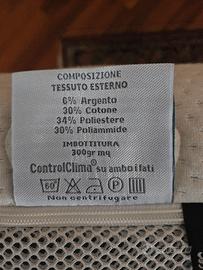 COMPOSIZIONE
TESSUTO ESTERNO
6% Argento
30% Cotone
34% Poliestere
30% Poliammide
IMBOTTITURA
300gr mq
ControlClima® su ambo i lati
60° P
Non centrifugare